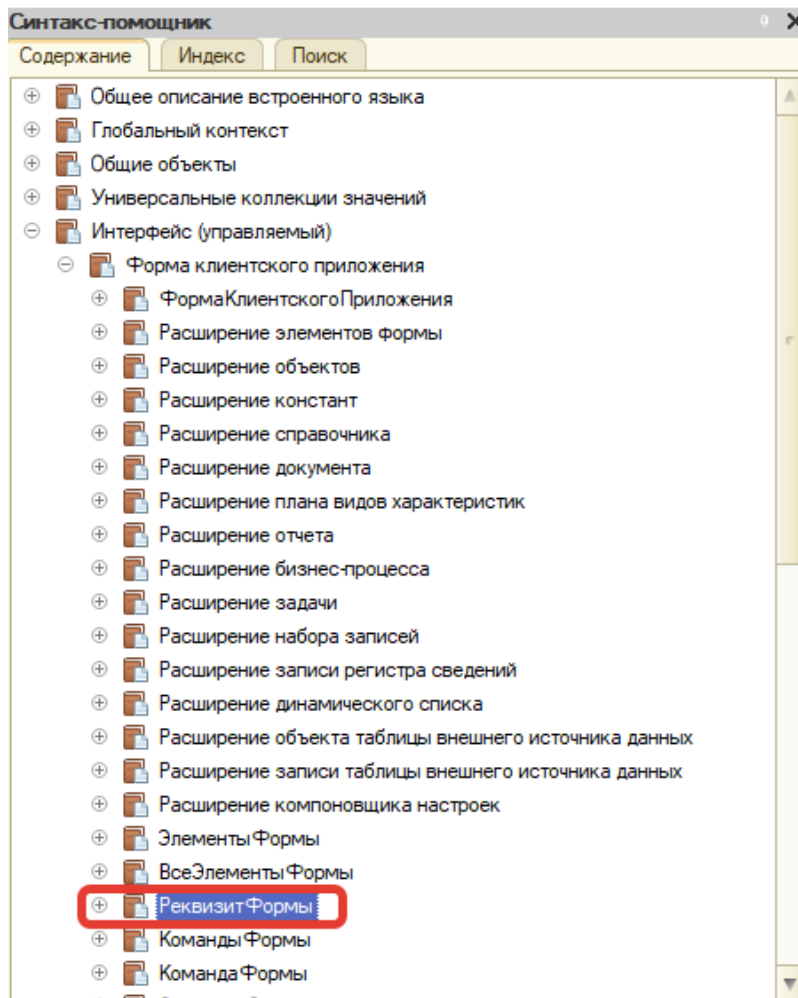 Синтакс-помощник
Содержание Индекс Поиск
Общее описание встроенного языка
Глобальный контекст
Общие объекты
Универсальные коллекции значений
Интерфейс (управляемый)
Форма клиентского приложения
ФормаКлиентскогоПриложения
Расширение элементов формы
Расширение объектов
Расширение констант
Расширение справочника
Расширение документа
Расширение плана видов характеристик
Расширение отчета
Расширение бизнес-процесса
Расширение задачи
Расширение набора записей
Расширение записи регистра сведений
Расширение динамического списка
Расширение объекта таблицы внешнего источника данных
Расширение записи таблицы внешнего источника данных
Расширение компоновщика настроек
ЭлементыФормы
ВсеЭлементыФормы
РеквизитФормы
КомандыФормы
КомандаФормы